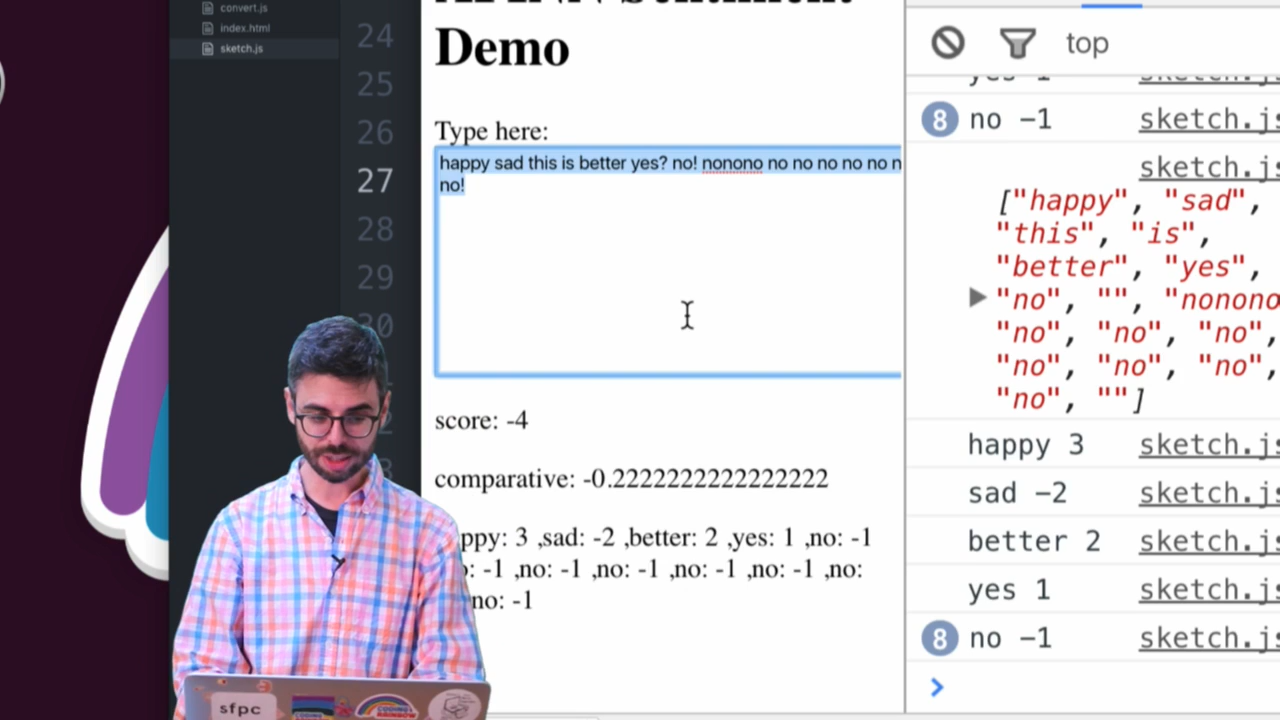 convert.js
index.html
sketch.js
24
25
26
27
28
29
30
Demo
Type here:
happy sad this is better yes? no! nonono no no no no no n
no!
score: -4
comparative: -0.2222222222222222
ppy: 3 ,sad: -2 ,better: 2 ,yes: 1 ,no: -1
: -1 ,no: -1 ,no: -1 ,no: -1 ,no: -1 ,no:
no: -1
top
yes 1
no -1 sketch.js
8
sketch.js
["happy", "sad",
"this", "is",
"better", "yes",
"no", "", "nonono
"no", "no", "no",
"no", "no", "no",
"no", ""]
happy 3 sketch.js
sad -2 sketch.js
better 2 sketch.js
yes 1 sketch.js
8 no -1 sketch.js
sfpc